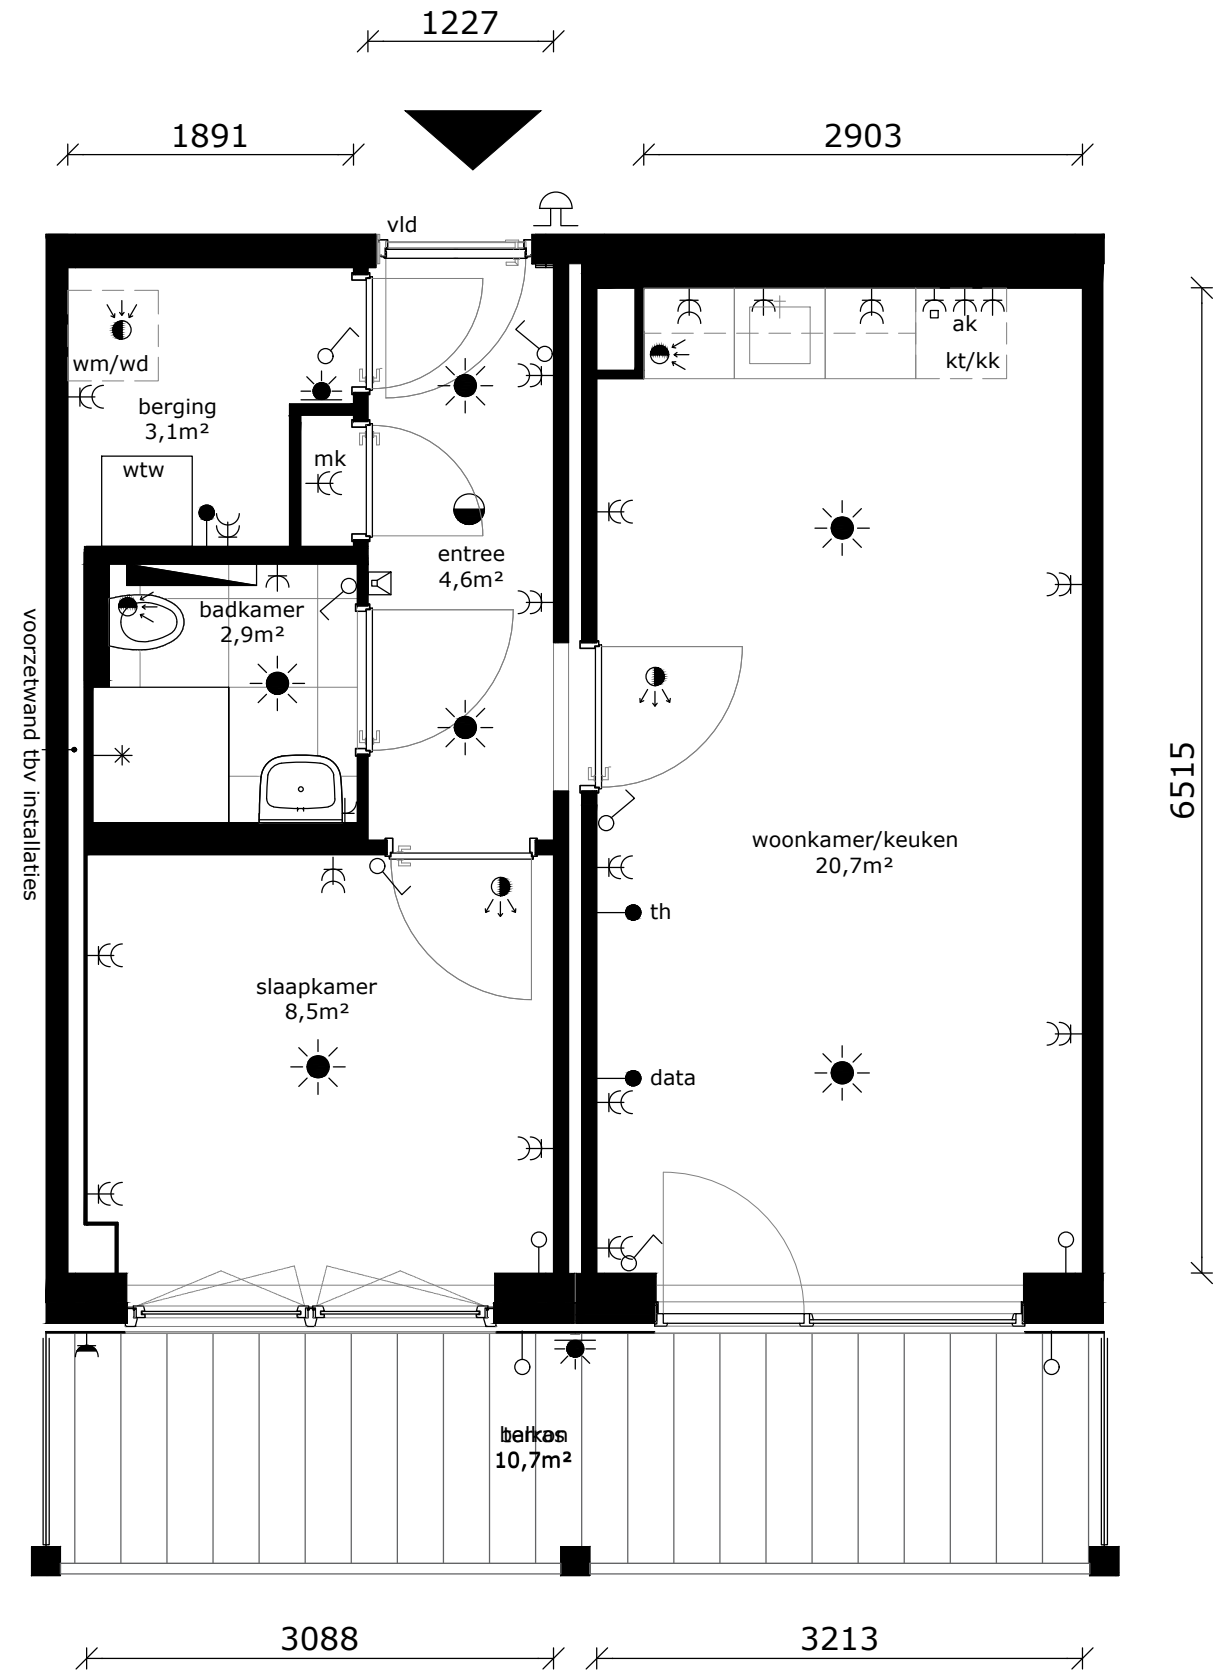 1227
1891
2903
vld
wm/wd
ak
kt/kk
berging
3,1m²
mk
wtw
entree
4,6m²
badkamer
2,9m²
voorzetwand tbv installaties
6515
woonkamer/keuken
20,7m²
th
slaapkamer
8,5m²
data
10,7m²
3088
3213